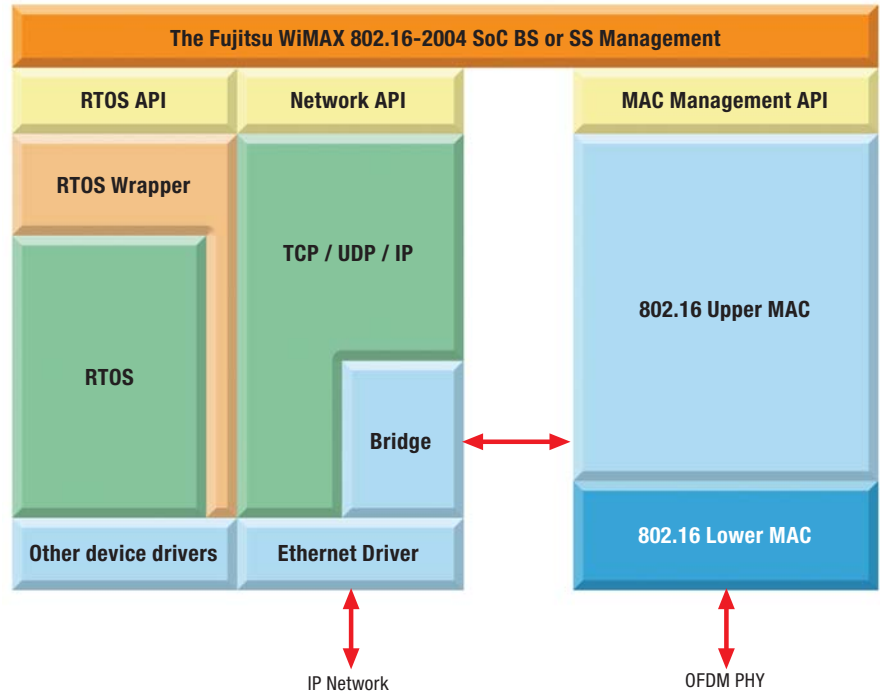 The Fujitsu WiMAX 802.16-2004 SoC BS or SS Management
RTOS API
Network API
MAC Management API
RTOS Wrapper
TCP / UDP / IP
802.16 Upper MAC
RTOS
Bridge
Other device drivers
Ethernet Driver
802.16 Lower MAC
IP Network
OFDM PHY